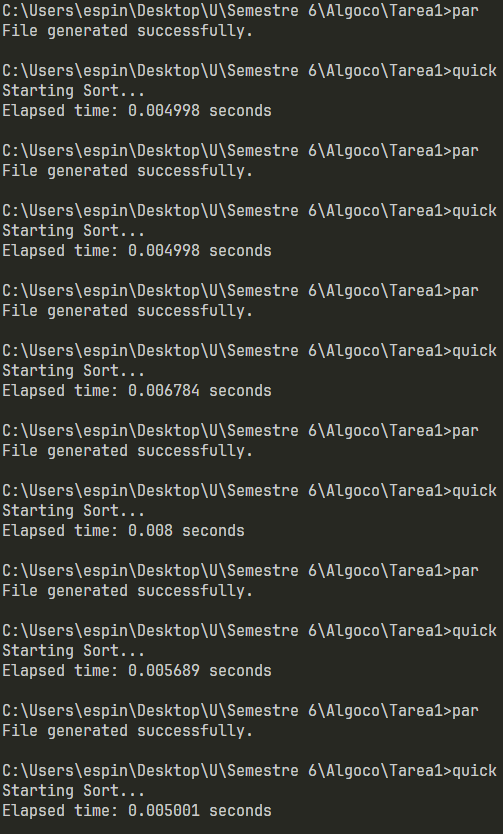 C:\Users\espin\Desktop\U\Semestre 6\Algoco\Tarea1>par
File generated successfully.
C:\Users\espin\Desktop\U\Semestre 6\Algoco\Tarea1>quick
Starting Sort...
Elapsed time: 0.004998 seconds
C:\Users\espin\Desktop\U\Semestre 6\Algoco\Tarea1>par
File generated successfully.
C:\Users\espin\Desktop\U\Semestre 6\Algoco\Tarea1>quick
Starting Sort...
Elapsed time: 0.004998 seconds
C:\Users\espin\Desktop\U\Semestre 6\Algoco\Tarea1>par
File generated successfully.
C:\Users\espin\Desktop\U\Semestre 6\Algoco\Tarea1>quick
Starting Sort...
Elapsed time: 0.006784 seconds
C:\Users\espin\Desktop\U\Semestre 6\Algoco\Tarea1>par
File generated successfully.
C:\Users\espin\Desktop\U\Semestre 6\Algoco\Tarea1>quick
Starting Sort...
Elapsed time: 0.008 seconds
C:\Users\espin\Desktop\U\Semestre 6\Algoco\Tarea1>par
File generated successfully.
C:\Users\espin\Desktop\U\Semestre 6\Algoco\Tarea1>quick
Starting Sort...
Elapsed time: 0.005689 seconds
C:\Users\espin\Desktop\U\Semestre 6\Algoco\Tarea1>par
File generated successfully.
C:\Users\espin\Desktop\U\Semestre 6\Algoco\Tarea1>quick
Starting Sort...
Elapsed time: 0.005001 seconds